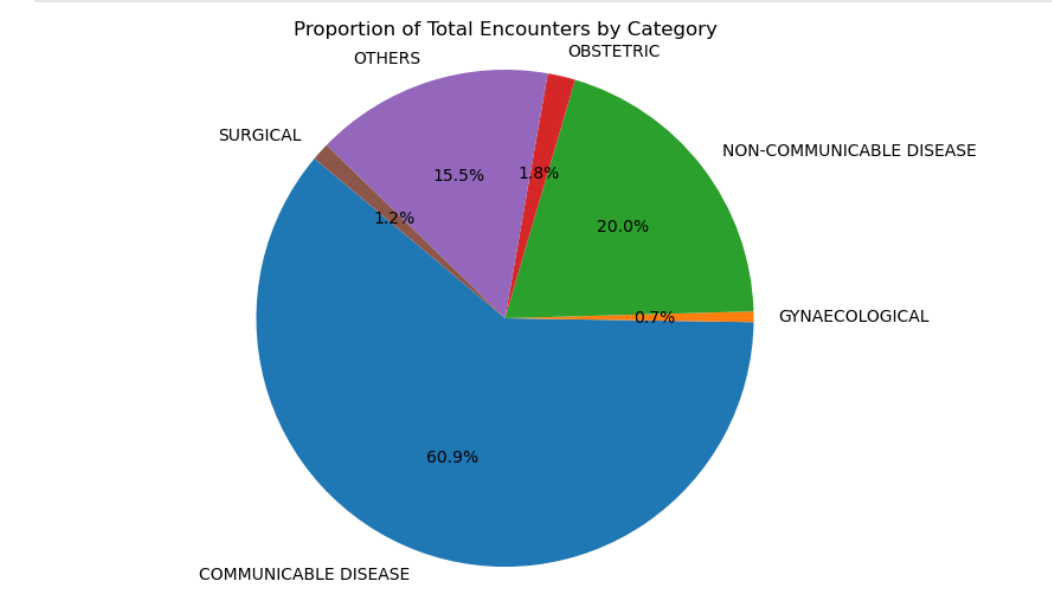 Proportion of Total Encounters by Category
OBSTETRIC
OTHERS
SURGICAL
NON-COMMUNICABLE DISEASE
1.8%
15.5%
1.2%
20.0%
GYNAECOLOGICAL
0.7%
60.9%
COMMUNICABLE DISEASE